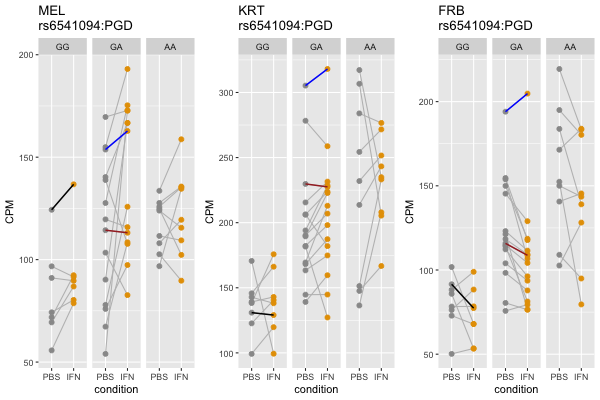 MEL
rs6541094:PGD
GG GA AA
200
150
100
50
CPM
PBS IFN PBS IFN PBS IFN
condition
KRT
rs6541094:PGD
GG GA AA
300
250
200
150
100
CPM
PBS IFN PBS IFN PBS IFN
condition
FRB
rs6541094:PGD
GG GA AA
200
150
100
50
CPM
PBS IFN PBS IFN PBS IFN
condition